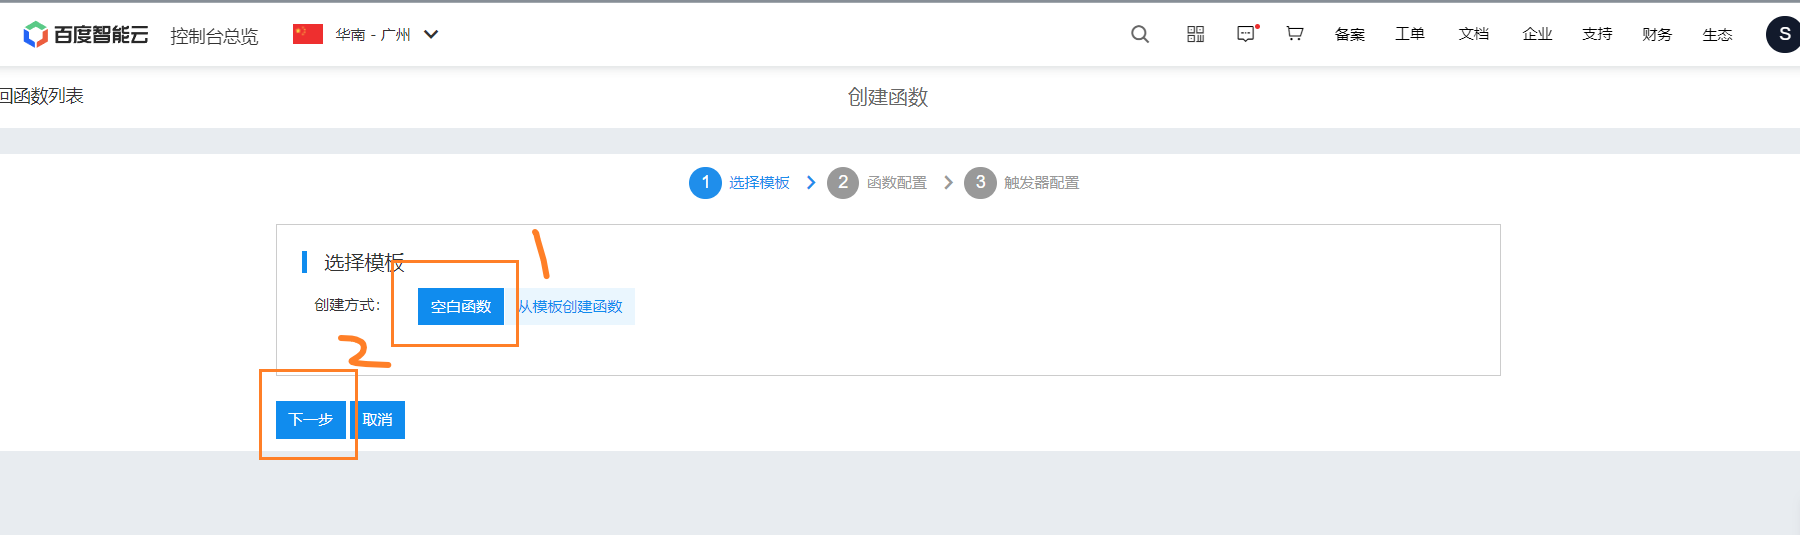 百度智能云 控制台总览 华南 - 广州 备案 工单 文档 企业 支持 财务 生态 S
回函数列表 创建函数
1 选择模板 2 函数配置 3 触发器配置
1
选择模板
创建方式： 空白函数 从模板创建函数
2
下一步 取消